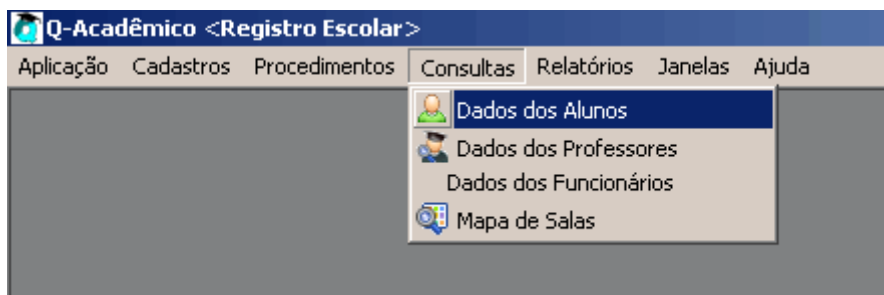 Q-Acadêmico <Registro Escolar>
Aplicação Cadastros Procedimentos Consultas Relatórios Janelas Ajuda
Dados dos Alunos
Dados dos Professores
Dados dos Funcionários
Mapa de Salas